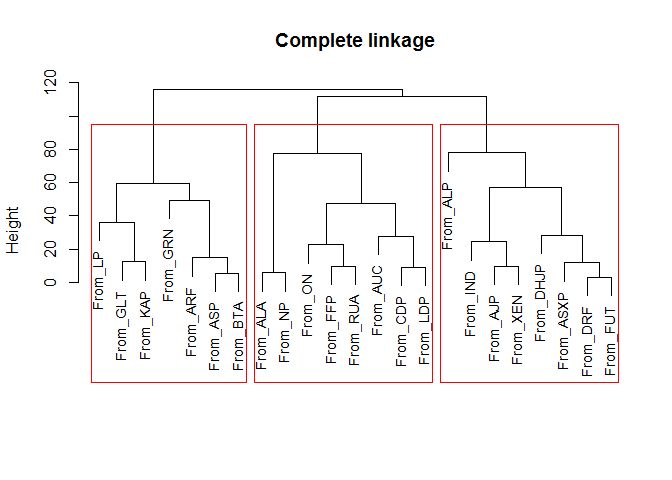 Complete linkage
Height
120
80
60
40
20
0
From_LP
From_GLT
From_KAP
From_GRN
From_ARF
From_ASP
From_BTA
From_ALA
From_NP
From_ON
From_FFP
From_RUA
From_AUC
From_CDP
From_LDP
From_ALP
From_IND
From_AJP
From_XEN
From_DHJP
From_ASXP
From_DRF
From_FUT